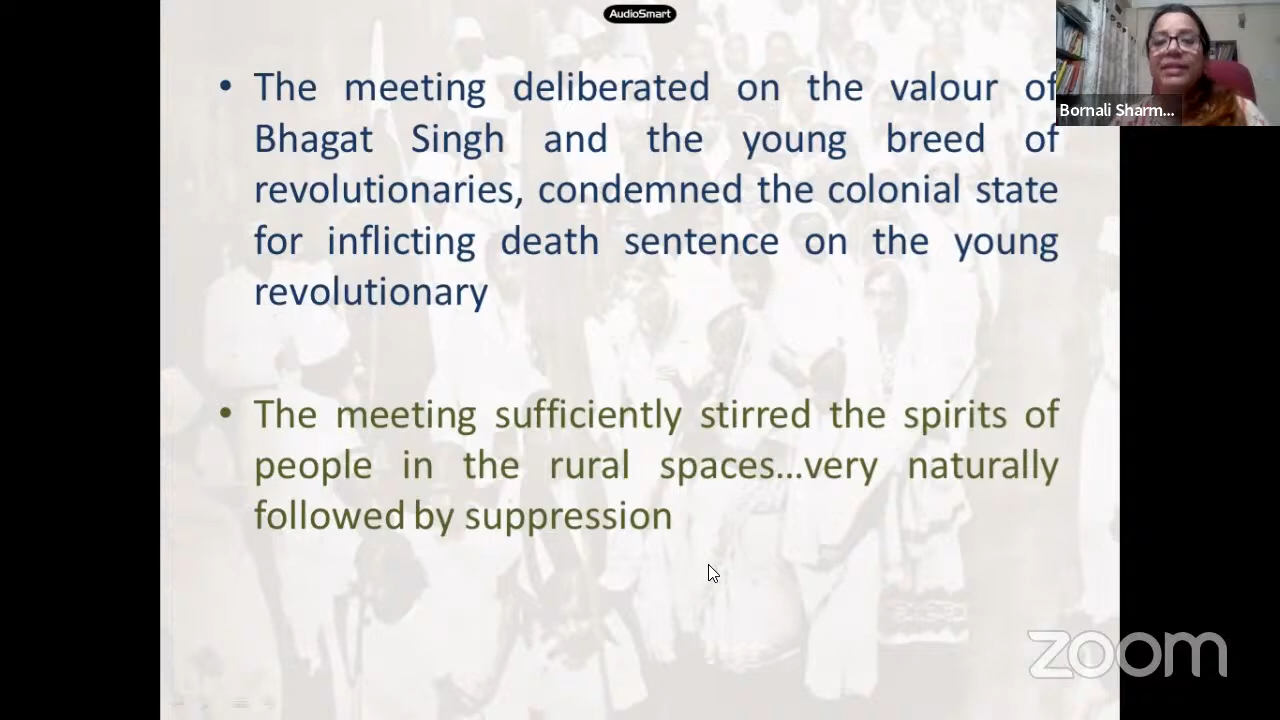 AudioSmart
• The meeting deliberated on the valour of
Bhagat Singh and the young breed of
revolutionaries, condemned the colonial state
for inflicting death sentence on the young
revolutionary
Bornali Sharm...
• The meeting sufficiently stirred the spirits of
people in the rural spaces...very naturally
followed by suppression
zoom